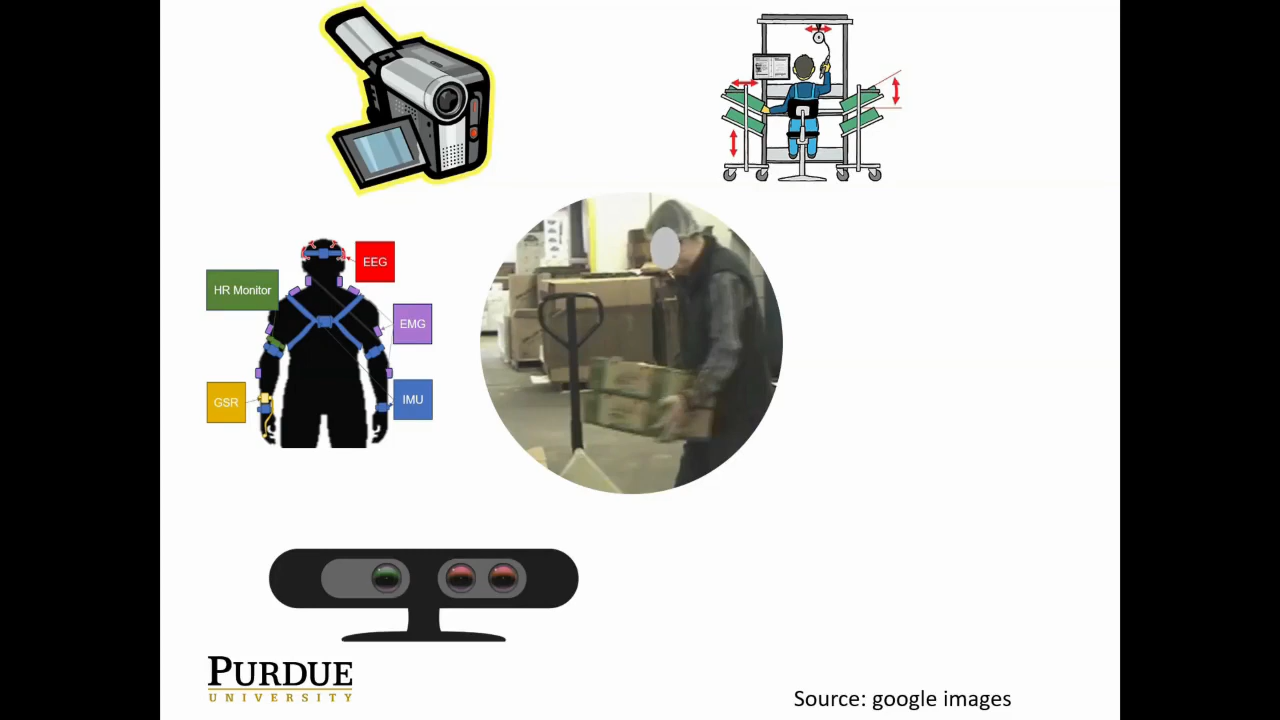 EEG
HR Monitor
EMG
GSR
IMU
PURDUE
UNIVERSITY
Source: google images